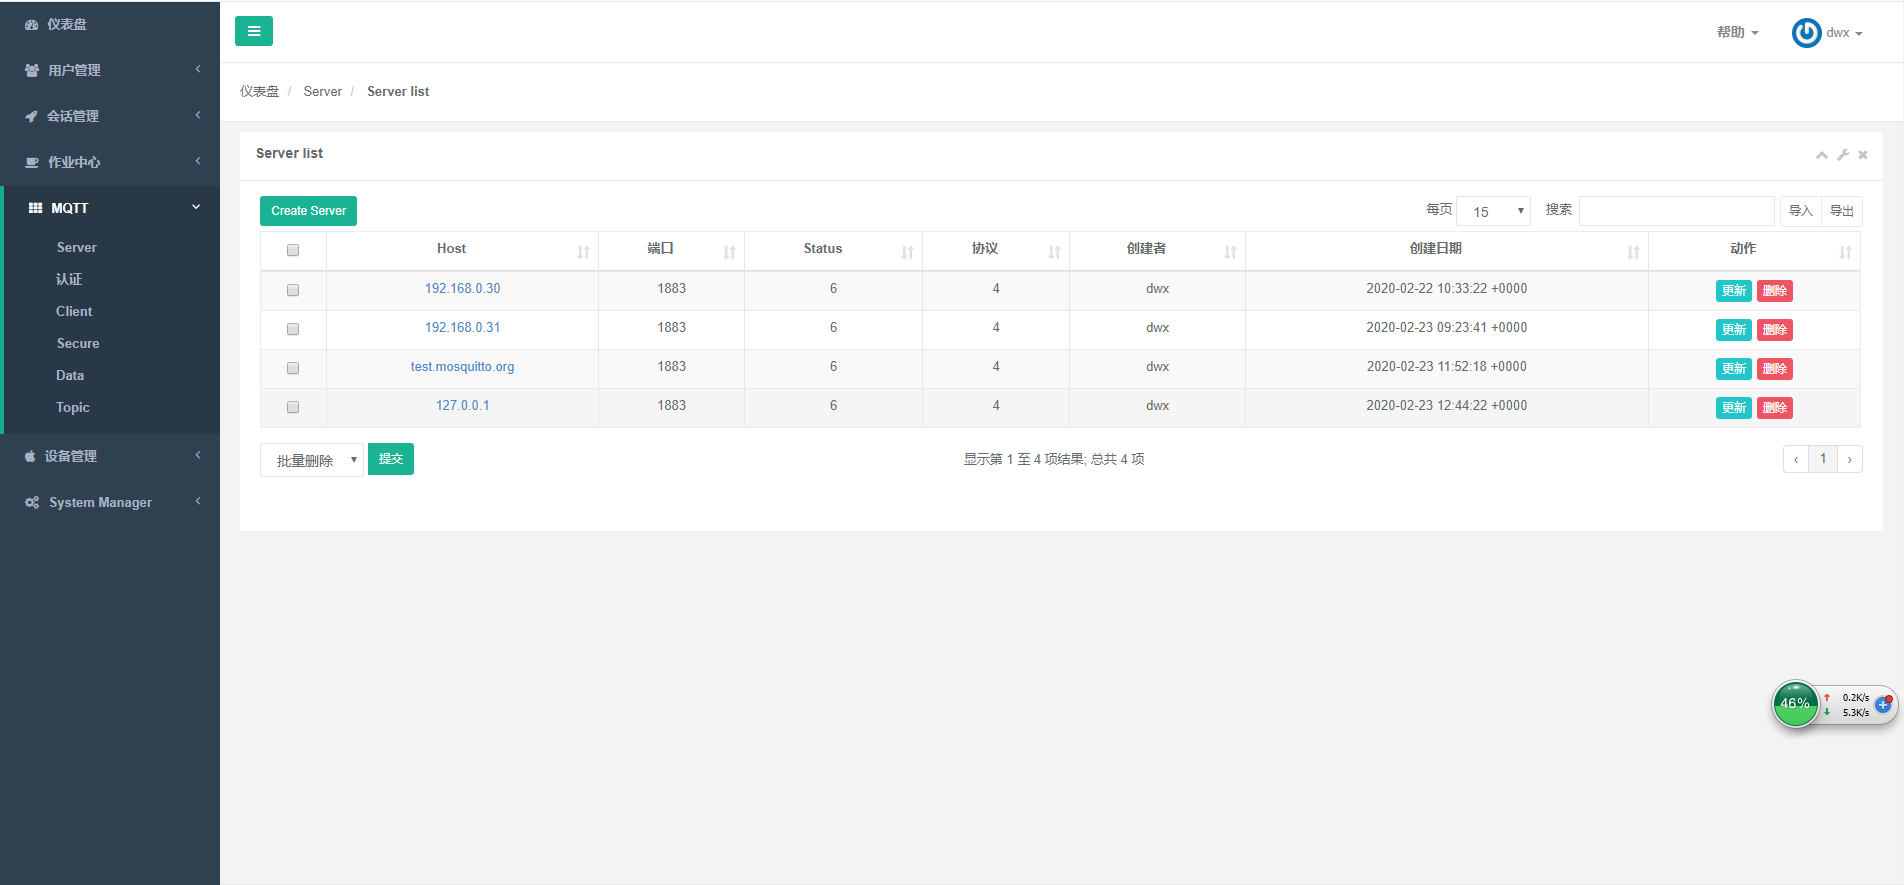 仪表盘
用户管理
会话管理
作业中心
MQTT
Server
认证
Client
Secure
Data
Topic
设备管理
System Manager
帮助 dwx
仪表盘 / Server / Server list
Server list
Create Server 每页 15 搜索 导入 导出
Host 端口 Status 协议 创建者 创建日期 动作
192.168.0.30 1883 6 4 dwx 2020-02-22 10:33:22 +0000 更新 删除
192.168.0.31 1883 6 4 dwx 2020-02-23 09:23:41 +0000 更新 删除
test.mosquitto.org 1883 6 4 dwx 2020-02-23 11:52:18 +0000 更新 删除
127.0.0.1 1883 6 4 dwx 2020-02-23 12:44:22 +0000 更新 删除
批量删除 提交 显示第 1 至 4 项结果; 总共 4 项 ‹ 1 ›
46% 0.2K/s
5.3K/s